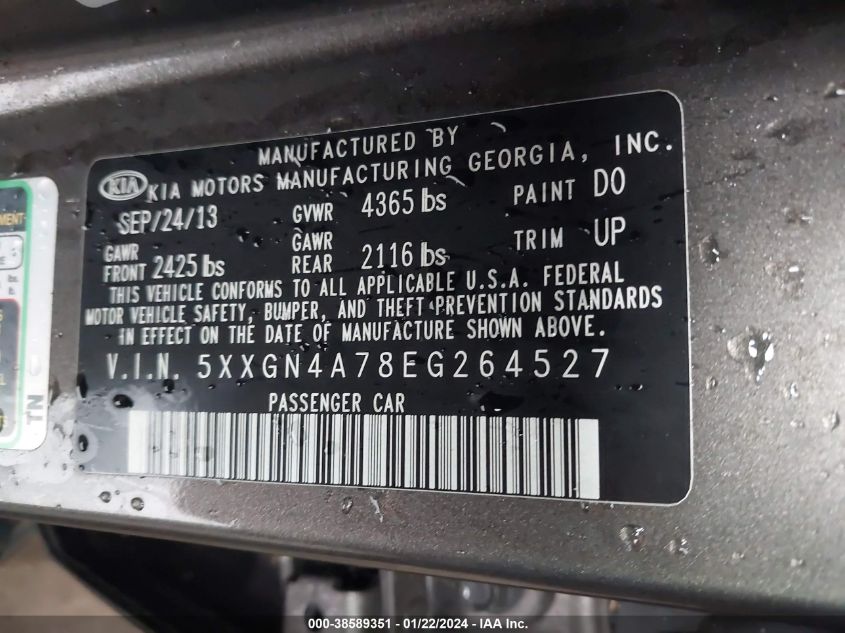 MANUFACTURED BY
KIA KIA MOTORS MANUFACTURING GEORGIA, INC.
SEP/24/13 GVWR 4365 lbs PAINT DO
GAWR FRONT 2425 lbs GAWR REAR 2116 lbs TRIM UP
THIS VEHICLE CONFORMS TO ALL APPLICABLE U.S.A. FEDERAL
MOTOR VEHICLE SAFETY, BUMPER, AND THEFT PREVENTION STANDARDS
IN EFFECT ON THE DATE OF MANUFACTURE SHOWN ABOVE.
V.I.N. 5XXGN4A78EG264527
PASSENGER CAR
TN
000-38589351 - 01/22/2024 - IAA Inc.